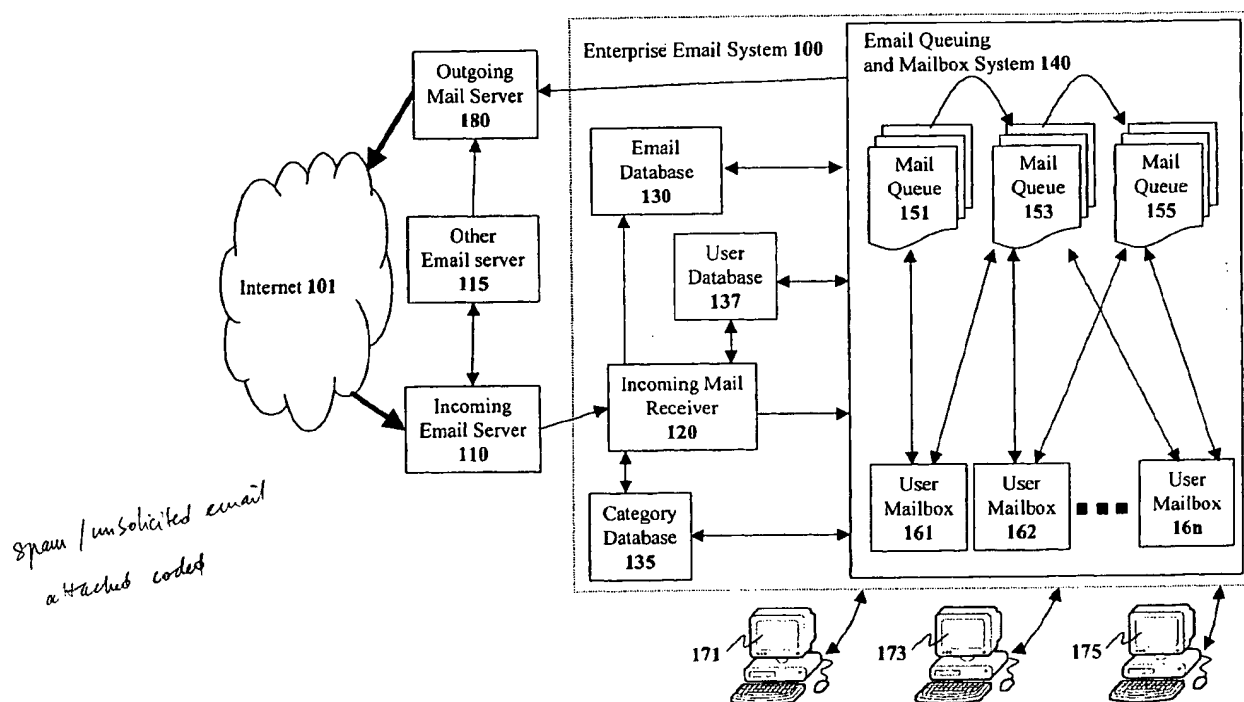 Enterprise Email System 100
Email Queuing
and Mailbox System 140
Outgoing
Mail Server
180
Email
Database
130
Mail
Queue
151
Mail
Queue
153
Mail
Queue
155
Other
Email server
115
User
Database
137
Internet 101
Incoming
Email Server
110
Incoming Mail
Receiver
120
Category
Database
135
User
Mailbox
161
User
Mailbox
162
User
Mailbox
16n
spam / unsolicited email
attached codes
171
173
175